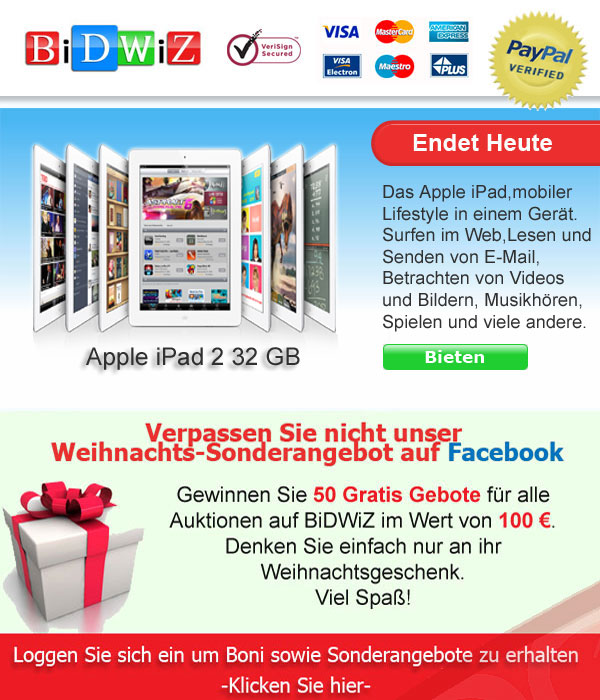 BiDWiZ
VeriSign
Secured
VISA
MasterCard
AMERICAN
EXPRESS
VISA
Electron
Maestro
PLUS
PayPal
VERIFIED
Endet Heute
Das Apple iPad,mobiler
Lifestyle in einem Gerät.
Surfen im Web,Lesen und
Senden von E-Mail,
Betrachten von Videos
und Bildern, Musikhören,
Spielen und viele andere.
Apple iPad 2 32 GB
Bieten
Verpassen Sie nicht unser
Weihnachts-Sonderangebot auf Facebook
Gewinnen Sie 50 Gratis Gebote für alle
Auktionen auf BiDWiZ im Wert von 100 €.
Denken Sie einfach nur an ihr
Weihnachtsgeschenk.
Viel Spaß!
Loggen Sie sich ein um Boni sowie Sonderangebote zu erhalten
-Klicken Sie hier-